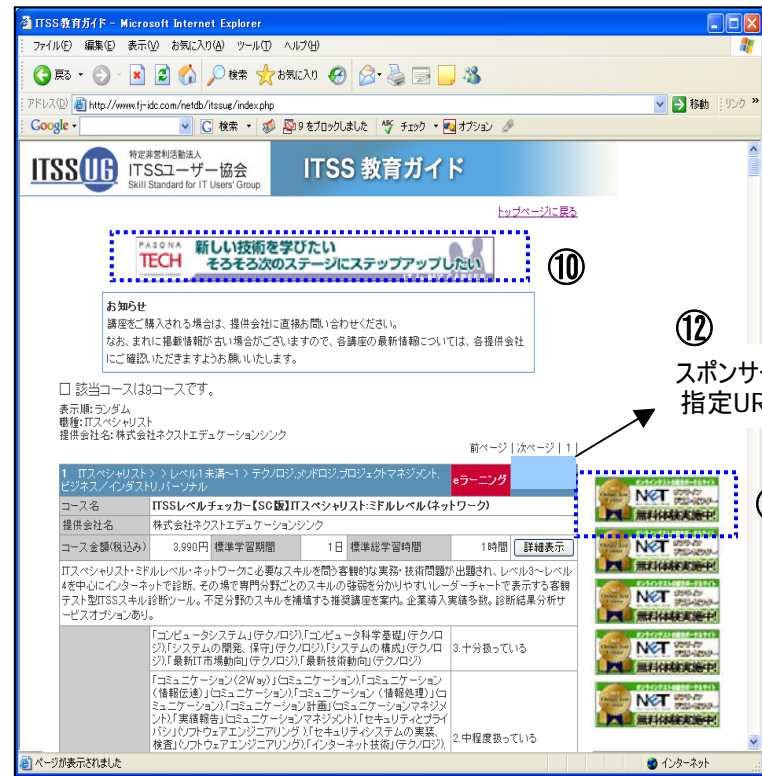 ITSS教育ガイド - Microsoft Internet Explorer
ファイル(F) 編集(E) 表示(V) お気に入り(A) ツール(T) ヘルプ(H)
戻る 検索 お気に入り
アドレス(D) http://www.fj-idc.com/netdb/itssug/index.php 移動 リンク »
Google 検索 9 をブロックしました チェック オプション
ITSS UG 特定非営利活動法人
ITSSユーザー協会
Skill Standard for IT Users' Group
ITSS 教育ガイド
トップページに戻る
PASONA TECH 新しい技術を学びたい
そろそろ次のステージにステップアップしたい
⑩
お知らせ
講座をご購入される場合は、提供会社に直接お問い合わせください。
なお、まれに掲載情報が古い場合がございますので、各講座の最新情報については、各提供会社
にご確認いただきますようお願いいたします。
⑫
スポンサー
指定UR
□ 該当コースは9コースです。
表示順: ランダム
職種: ITスペシャリスト
提供会社名: 株式会社ネクストエデュケーションシンク
前ページ | 次ページ | 1 |
1 ITスペシャリスト > > レベル1未満~1 > テクノロジ,メソドロジ,プロジェクトマネジメント,
ビジネス/インダストリ,パーソナル
eラーニング
コース名 ITSSレベルチェッカー【SC版】ITスペシャリスト:ミドルレベル(ネットワーク)
提供会社名 株式会社ネクストエデュケーションシンク
コース金額(税込み) 3,990円 標準学習期間 1日 標準総学習時間 1時間 詳細表示
ITスペシャリスト・ミドルレベル・ネットワークに必要なスキルを問う客観的な実務・技術問題が出題され、レベル3~レベル
4を中心にインターネットで診断、その場で専門分野ごとのスキルの強弱を分かりやすいレーダーチャートで表示する客観
テスト型ITSSスキル診断ツール。不足分野のスキルを補填する推奨講座を案内。企業導入実績多数。診断結果分析サ
ービスオプションあり。
「コンピュータシステム」(テクノロジ),「コンピュータ科学基礎」(テクノロ
ジ),「システムの開発、保守」(テクノロジ),「システムの構成」(テクノロ
ジ),「最新IT市場動向」(テクノロジ),「最新技術動向」(テクノロジ)
3.十分扱っている
「コミュニケーション(2Way)」(コミュニケーション),「コミュニケーション
(情報伝達)」(コミュニケーション),「コミュニケーション (情報処理)」(コ
ミュニケーション),「コミュニケーション計画」(コミュニケーションマネジメ
ント),「実績報告」(コミュニケーションマネジメント),「セキュリティとプライ
バシ」(ソフトウェアエンジニアリング),「セキュリティシステムの実装、
検査」(ソフトウェアエンジニアリング),「インターネット技術」(テクノロジ),
2.中程度扱っている
NET
無料体験実施中!
NET
無料体験実施中!
NET
無料体験実施中!
NET
無料体験実施中!
NET
無料体験実施中!
ページが表示されました インターネット